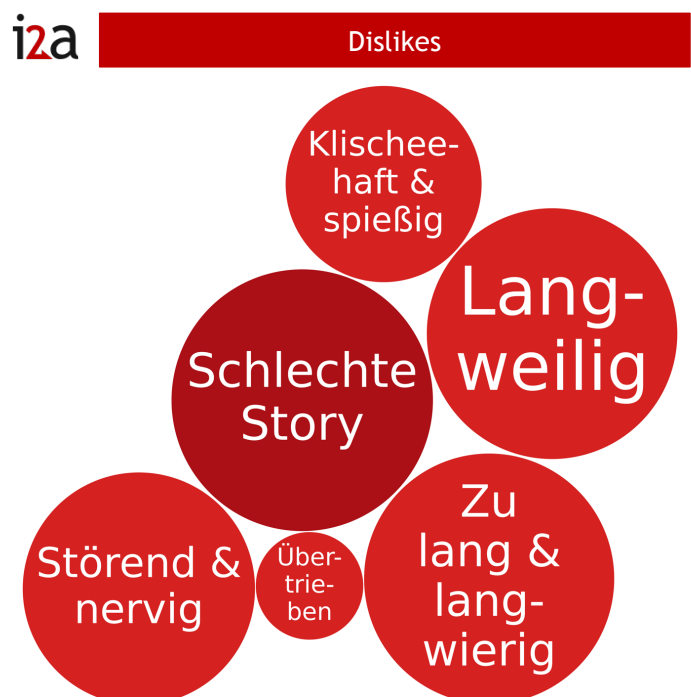 i2a
Dislikes
Klischee-
haft &
spießig
Lang-
weilig
Schlechte
Story
Zu
lang &
lang-
wierig
Störend &
nervig
Über-
trie-
ben